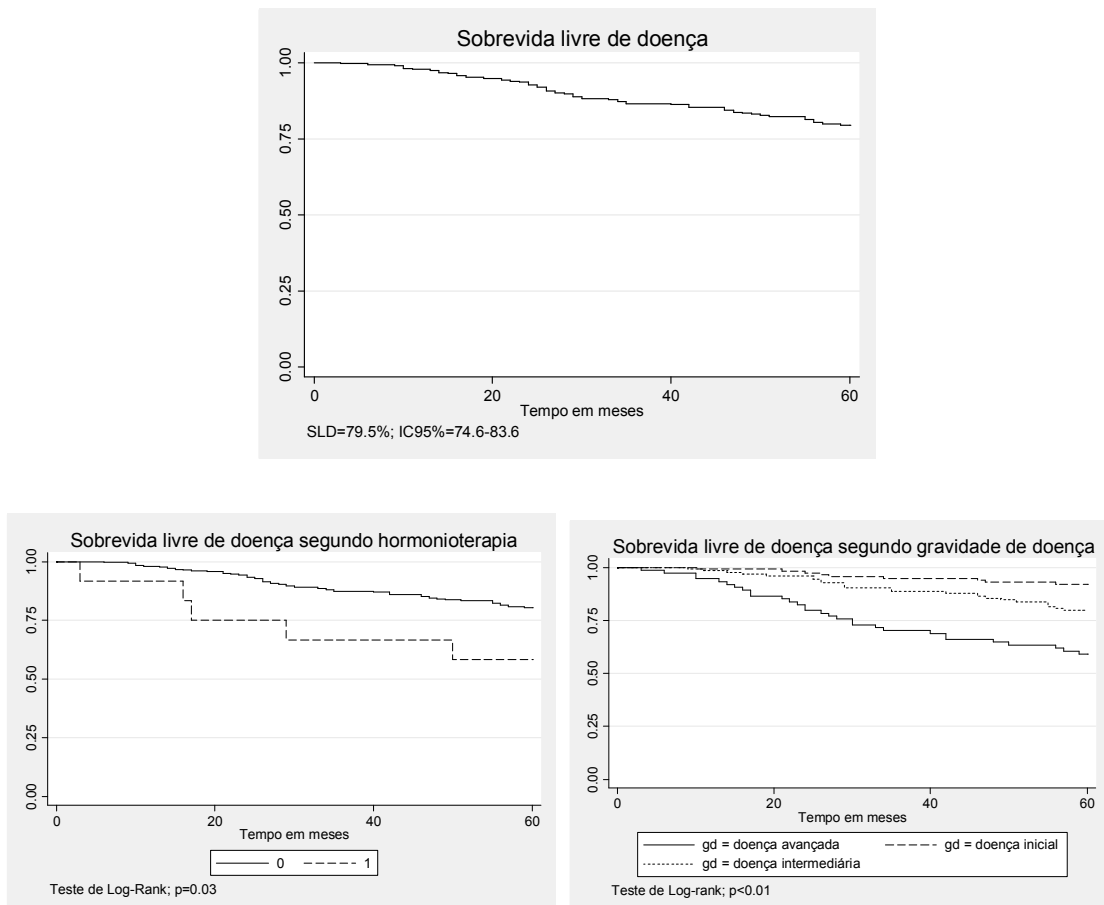 Sobrevida livre de doença
1.00
0.75
0.50
0.25
0.00
0 20 40 60
Tempo em meses
SLD=79.5%; IC95%=74.6-83.6
Sobrevida livre de doença segundo hormonioterapia
1.00
0.75
0.50
0.25
0.00
0 20 40 60
Tempo em meses
0 1
Teste de Log-Rank; p=0.03
Sobrevida livre de doença segundo gravidade de doença
1.00
0.75
0.50
0.25
0.00
0 20 40 60
Tempo em meses
gd = doença avançada gd = doença inicial
gd = doença intermediária
Teste de Log-rank; p<0.01